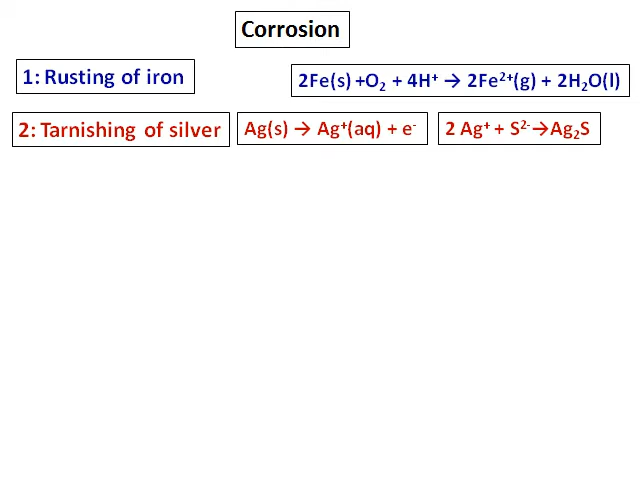 Corrosion
1: Rusting of iron
2Fe(s) +O₂ + 4H⁺ → 2Fe²⁺(g) + 2H₂O(l)
2: Tarnishing of silver
Ag(s) → Ag⁺(aq) + e⁻
2 Ag⁺ + S²⁻→Ag₂S